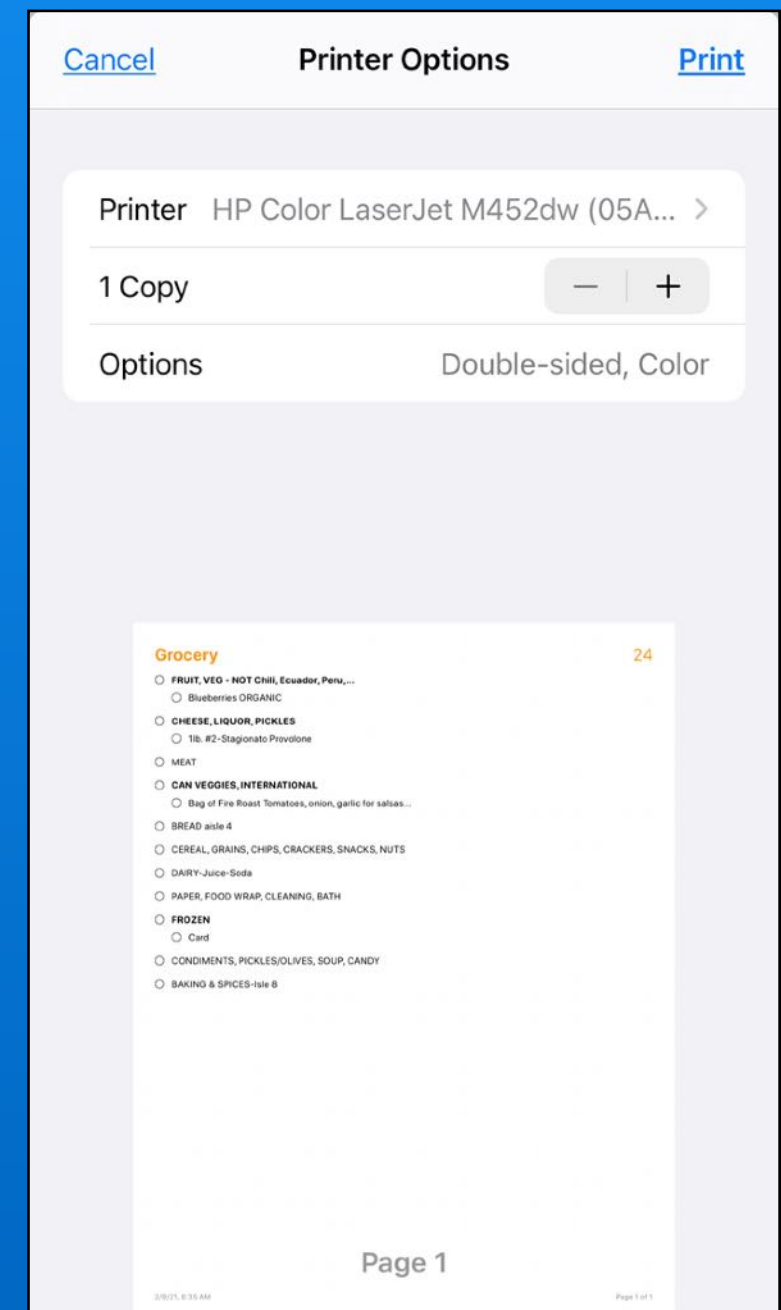 Cancel Printer Options Print
Printer HP Color LaserJet M452dw (05A... >
1 Copy − +
Options Double-sided, Color
Grocery 24
FRUIT, VEG - NOT Chili, Ecuador, Peru,...
Blueberries ORGANIC
CHEESE, LIQUOR, PICKLES
1lb. #2-Stagionato Provolone
MEAT
CAN VEGGIES, INTERNATIONAL
Bag of Fire Roast Tomatoes, onion, garlic for salsas...
BREAD aisle 4
CEREAL, GRAINS, CHIPS, CRACKERS, SNACKS, NUTS
DAIRY-Juice-Soda
PAPER, FOOD WRAP, CLEANING, BATH
FROZEN
Card
CONDIMENTS, PICKLES/OLIVES, SOUP, CANDY
BAKING & SPICES-Isle 8
Page 1
Page 1 of 1